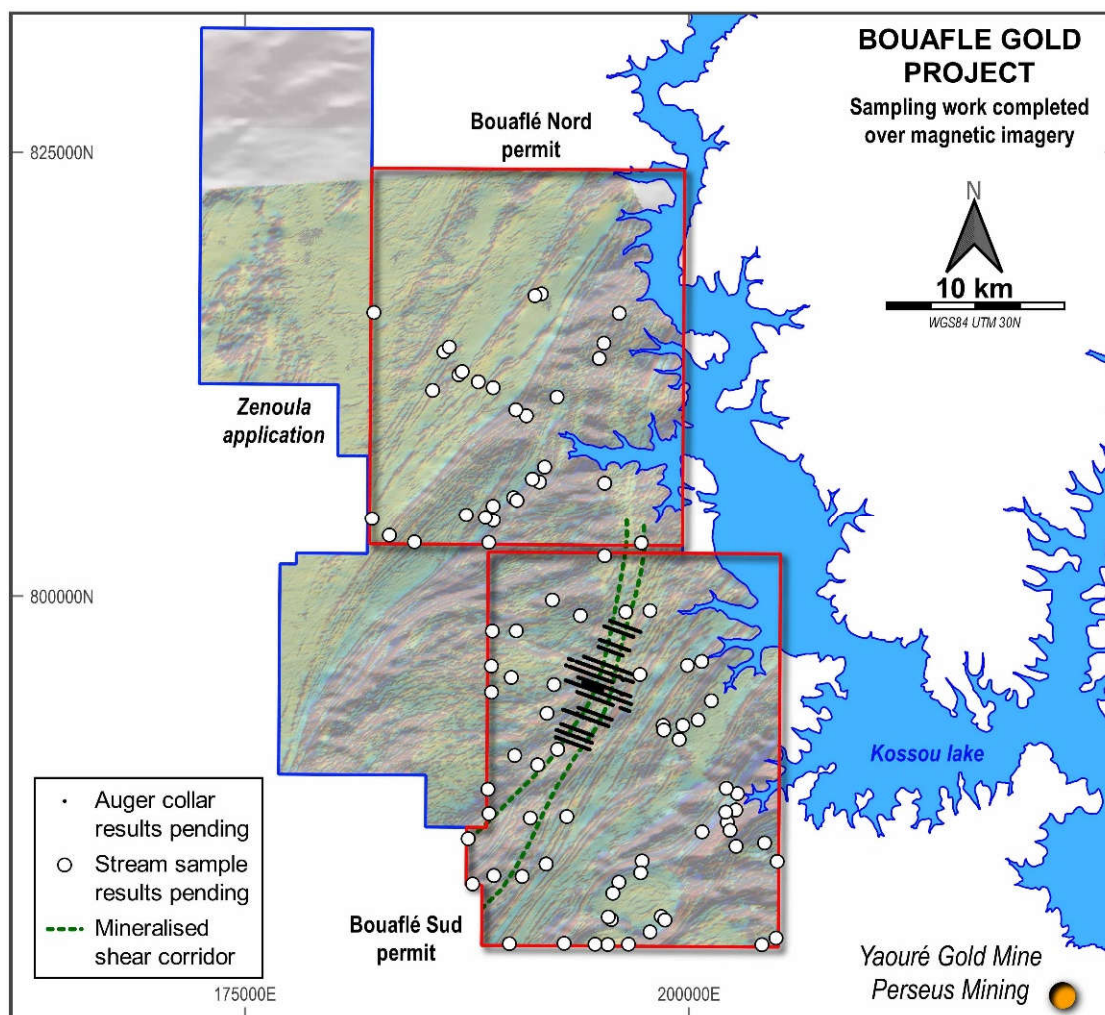 BOUAFLE GOLD
PROJECT
Sampling work completed
over magnetic imagery
Bouaflé Nord
permit
825000N
N
10 km
WGS84 UTM 30N
Zenoula
application
800000N
Kossou lake
Auger collar
results pending
Stream sample
results pending
Mineralised
shear corridor
Bouaflé Sud
permit
Yaouré Gold Mine
Perseus Mining
175000E
200000E